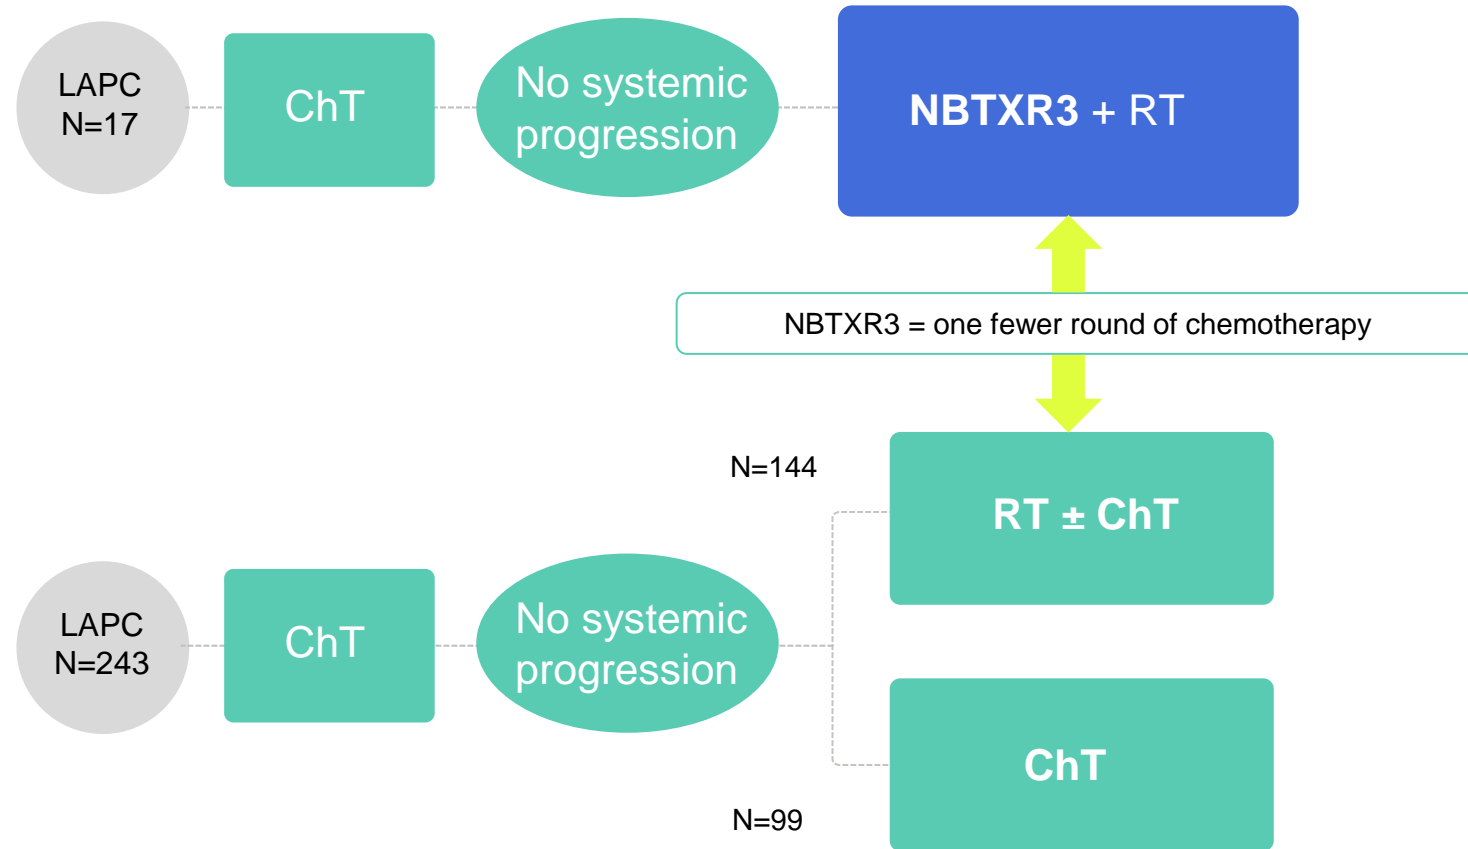 LAPC
N=17
ChT
No systemic
progression
NBTXR3 + RT
NBTXR3 = one fewer round of chemotherapy
N=144
RT ± ChT
LAPC
N=243
ChT
No systemic
progression
ChT
N=99